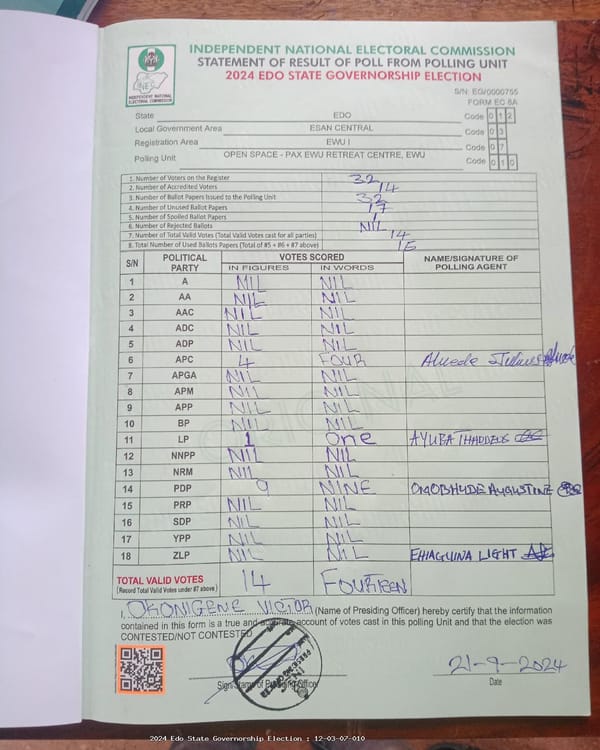 INDEPENDENT NATIONAL ELECTORAL COMMISSION
STATEMENT OF RESULT OF POLL FROM POLLING UNIT
2024 EDO STATE GOVERNORSHIP ELECTION
INDEPENDENT NATIONAL ELECTORAL COMMISSION
S/N: EG/0000755
FORM EC 8A
State EDO Code 0 1 2
Local Government Area ESAN CENTRAL Code 0 3
Registration Area EWU I Code 0 7
Polling Unit OPEN SPACE - PAX EWU RETREAT CENTRE, EWU Code 0 1 0
1. Number of Voters on the Register 32
2. Number of Accredited Voters 14
3. Number of Ballot Papers Issued to the Polling Unit 32
4. Number of Unused Ballot Papers 17
5. Number of Spoiled Ballot Papers 1
6. Number of Rejected Ballots NIL
7. Number of Total Valid Votes (Total Valid Votes cast for all parties) 14
8. Total Number of Used Ballots Papers (Total of #5 + #6 + #7 above) 15
S/N POLITICAL PARTY VOTES SCORED NAME/SIGNATURE OF POLLING AGENT
IN FIGURES IN WORDS
1 A NIL NIL
2 AA NIL NIL
3 AAC NIL NIL
4 ADC NIL NIL
5 ADP NIL NIL
6 APC 4 FOUR
7 APGA NIL NIL
8 APM NIL NIL
9 APP NIL NIL
10 BP NIL NIL
11 LP 1 One AYUBA THADDEUS
12 NNPP NIL NIL
13 NRM NIL NIL
14 PDP 9 NINE OMOBHUDE AUGUSTINE
15 PRP NIL NIL
16 SDP NIL NIL
17 YPP NIL NIL
18 ZLP NIL NIL EHIAGUINA LIGHT
TOTAL VALID VOTES 14 FOURTEEN
(Record Total Valid Votes under #7 above)
I, OKONIGENE VICTOR (Name of Presiding Officer) hereby certify that the information
contained in this form is a true and accurate account of votes cast in this polling Unit and that the election was
CONTESTED/NOT CONTESTED
21-9-2024
Sign/Stamp of Presiding Officer Date
2024 Edo State Governorship Election : 12-03-07-010